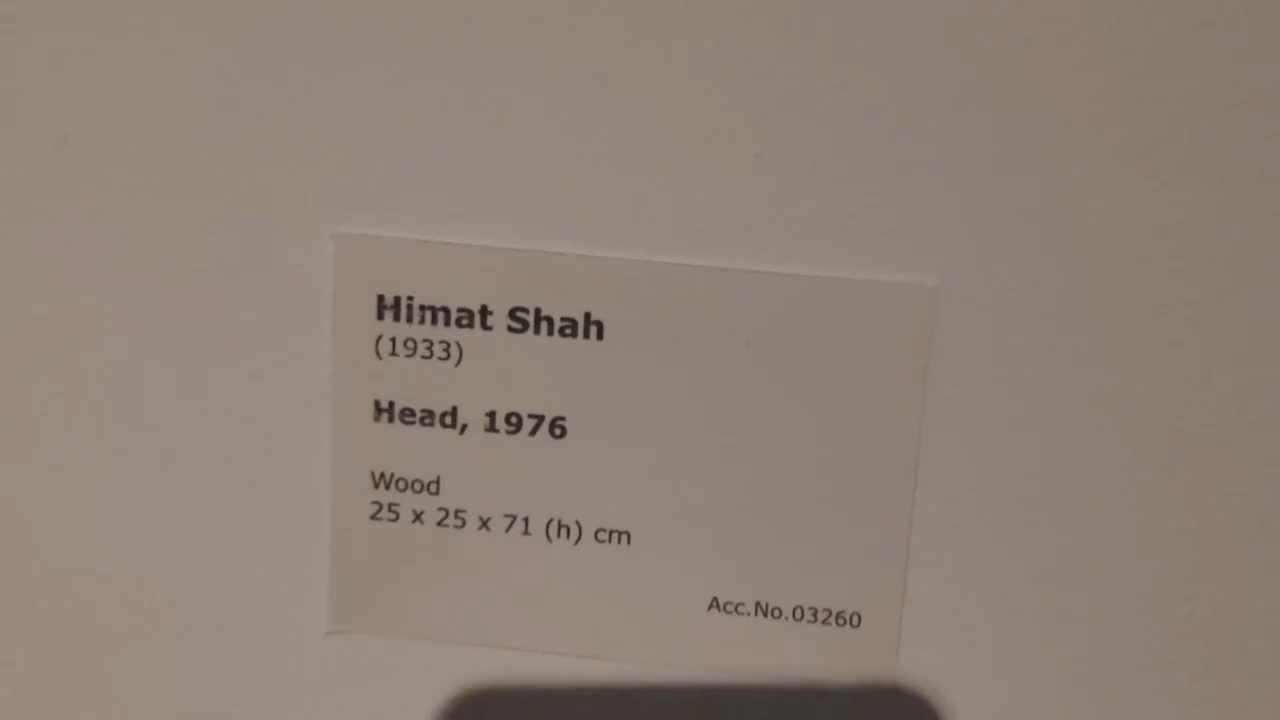 Himat Shah
(1933)
Head, 1976
Wood
25 x 25 x 71 (h) cm
Acc.No.03260